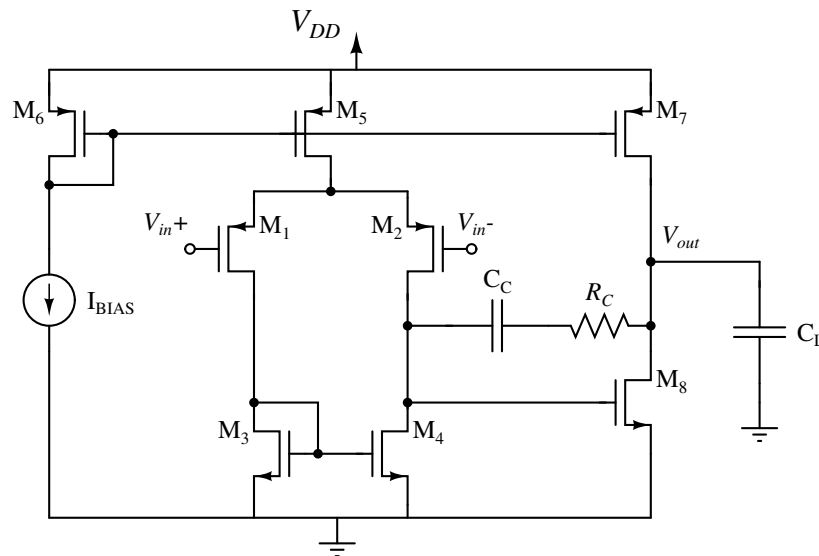 V_DD
M_6
M_5
M_7
V_in+
M_1
M_2
V_in-
V_out
I_BIAS
C_C
R_C
C_I
M_8
M_3
M_4